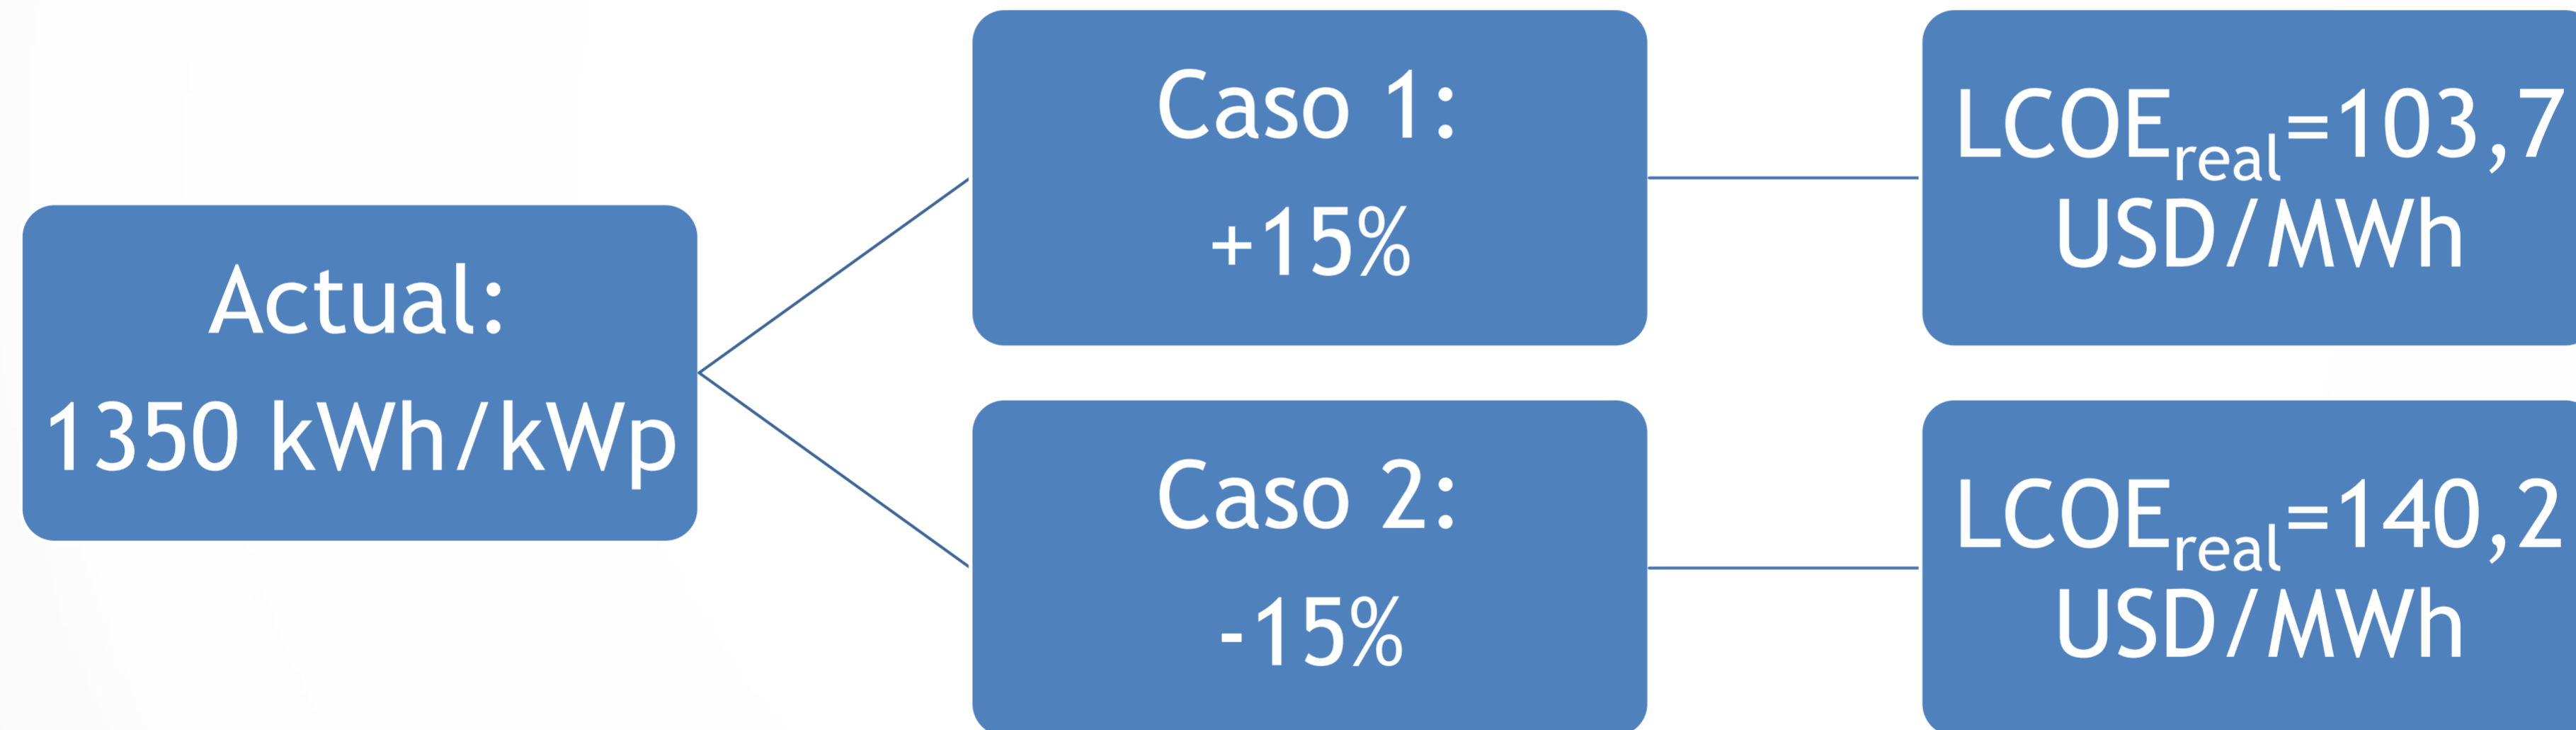 Actual:
1350 kWh/kWp
Caso 1:
+15%
LCOEreal=103,7
USD/MWh
Caso 2:
-15%
LCOEreal=140,2
USD/MWh